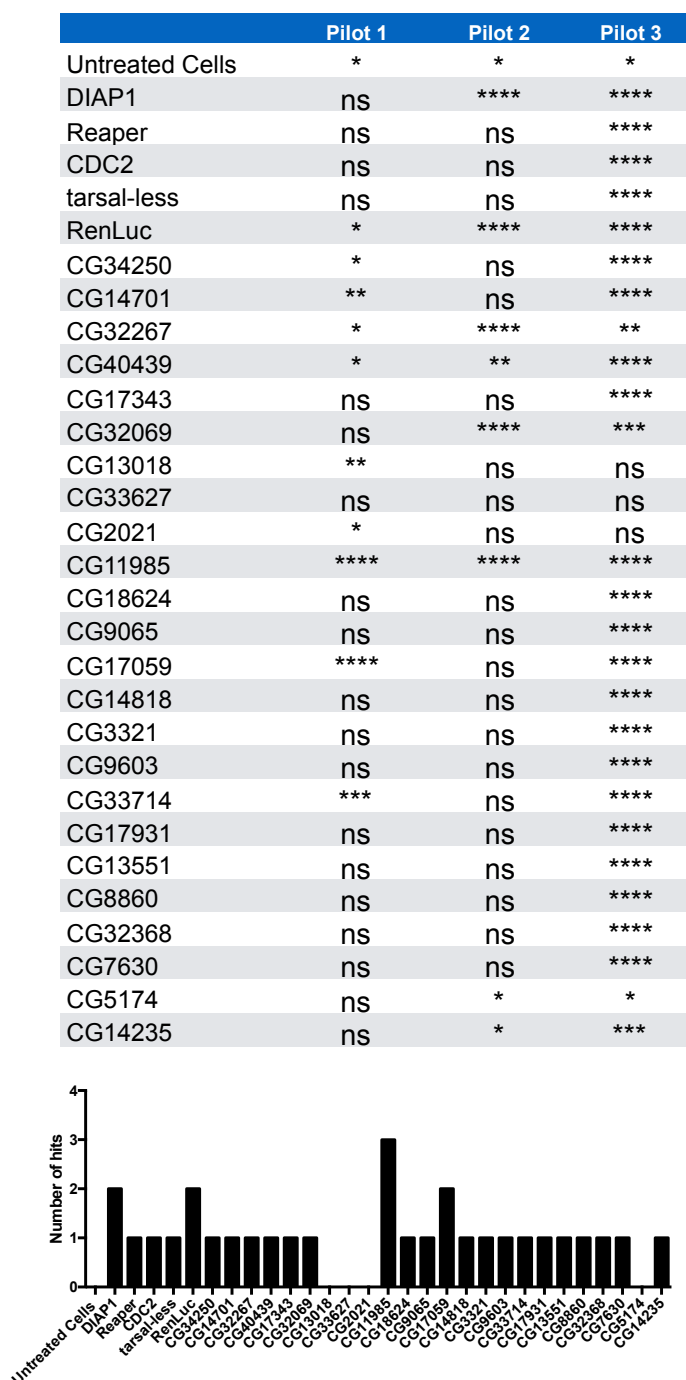 Pilot 1 Pilot 2 Pilot 3
Untreated Cells * * *
DIAP1 ns **** ****
Reaper ns ns ****
CDC2 ns ns ****
tarsal-less ns ns ****
RenLuc * **** ****
CG34250 * ns ****
CG14701 ** ns ****
CG32267 * **** **
CG40439 * ** ****
CG17343 ns ns ****
CG32069 ns **** ***
CG13018 ** ns ns
CG33627 ns ns ns
CG2021 * ns ns
CG11985 **** **** ****
CG18624 ns ns ****
CG9065 ns ns ****
CG17059 **** ns ****
CG14818 ns ns ****
CG3321 ns ns ****
CG9603 ns ns ****
CG33714 *** ns ****
CG17931 ns ns ****
CG13551 ns ns ****
CG8860 ns ns ****
CG32368 ns ns ****
CG7630 ns ns ****
CG5174 ns * *
CG14235 ns * ***
Number of hits
4
3
2
1
0
Untreated Cells
DIAP1
Reaper
CDC2
tarsal-less
RenLuc
CG34250
CG14701
CG32267
CG40439
CG17343
CG32069
CG13018
CG33627
CG2021
CG11985
CG18624
CG9065
CG17059
CG14818
CG3321
CG9603
CG33714
CG17931
CG13551
CG8860
CG32368
CG7630
CG5174
CG14235